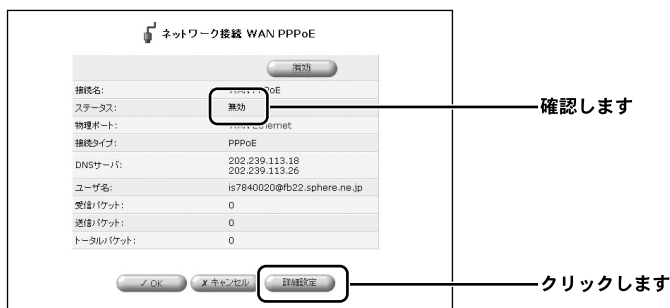 ネットワーク接続 WAN PPPoE
有効
接続名: WAN PPPoE
ステータス: 無効
確認します
物理ポート: WAN Ethernet
接続タイプ: PPPoE
DNSサーバ: 202.239.113.18
202.239.113.26
ユーザ名: is7840020@fb22.sphere.ne.jp
受信パケット: 0
送信パケット: 0
トータルパケット: 0
✓ OK
X キャンセル
詳細設定
クリックします